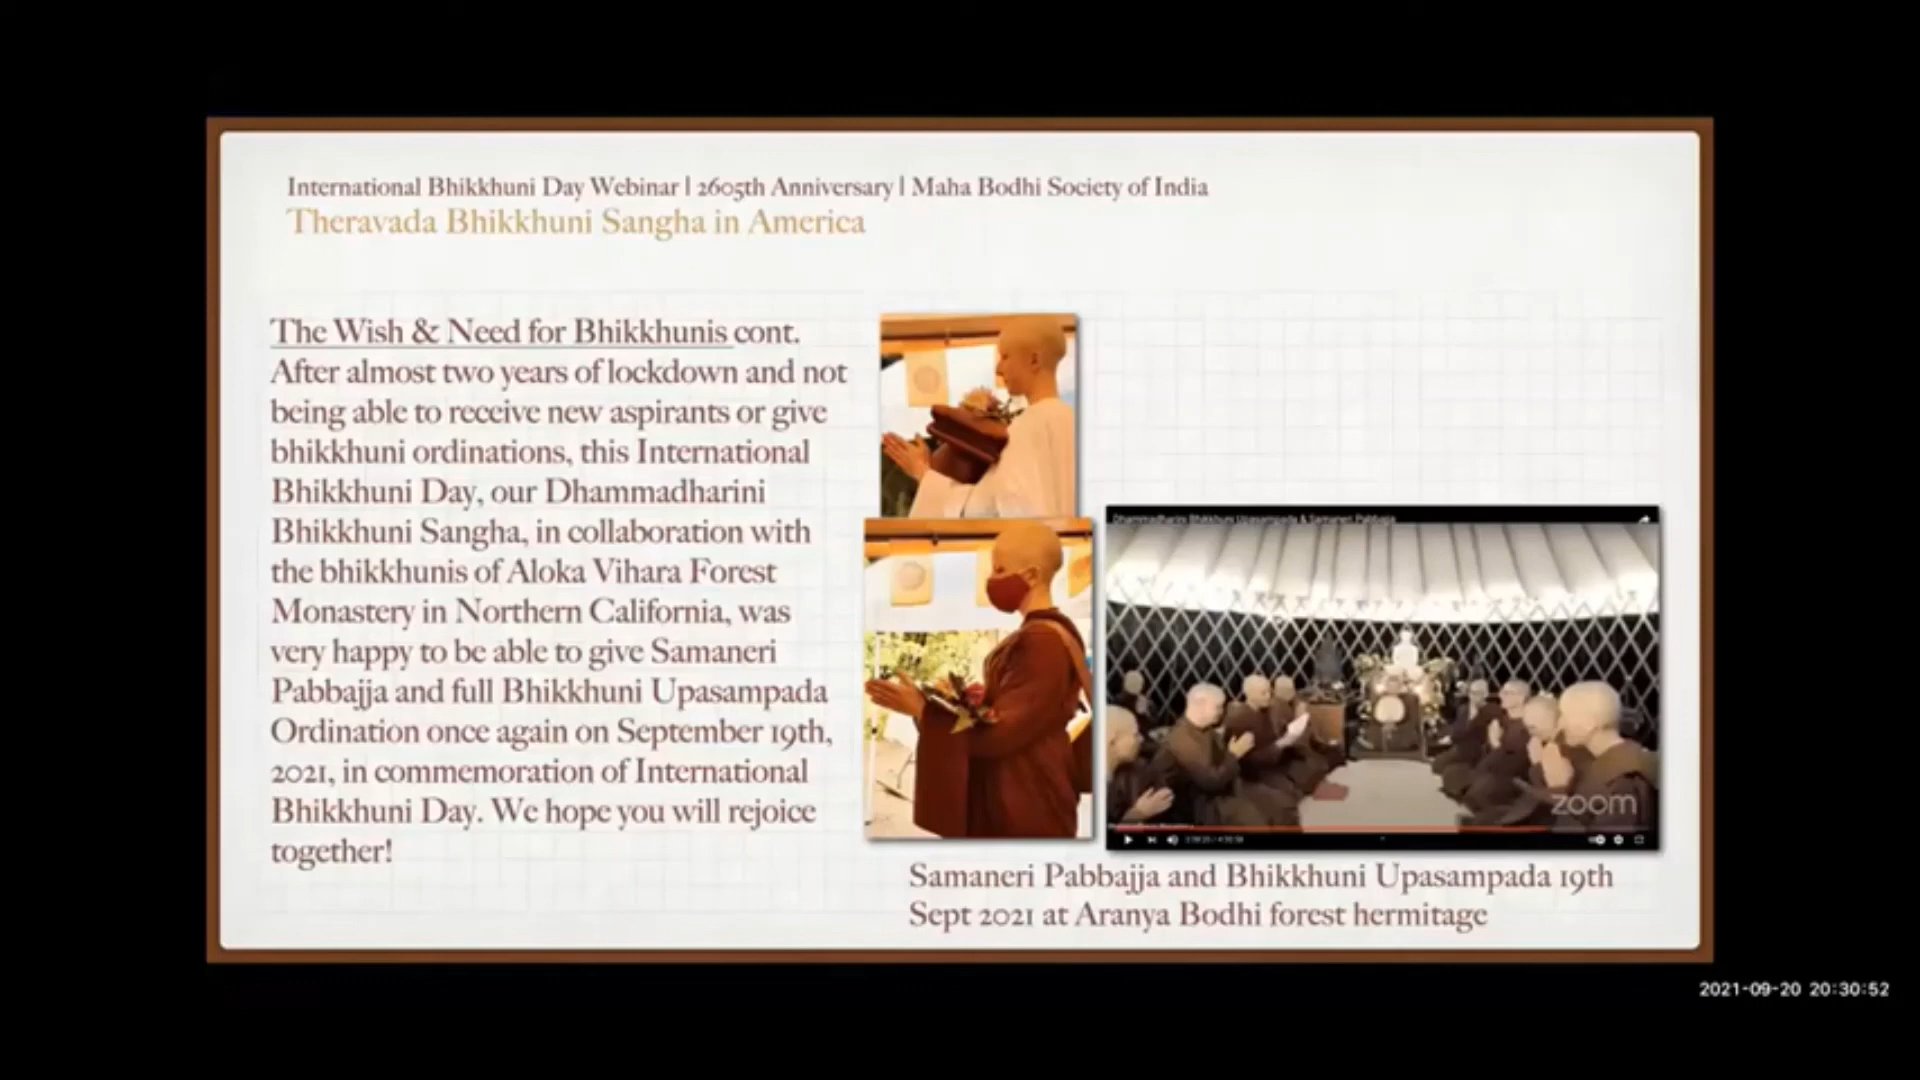 International Bhikkhuni Day Webinar | 2605th Anniversary | Maha Bodhi Society of India
Theravada Bhikkhuni Sangha in America
The Wish & Need for Bhikkhunis cont.
After almost two years of lockdown and not
being able to receive new aspirants or give
bhikkhuni ordinations, this International
Bhikkhuni Day, our Dhammadharini
Bhikkhuni Sangha, in collaboration with
the bhikkhunis of Aloka Vihara Forest
Monastery in Northern California, was
very happy to be able to give Samaneri
Pabbajja and full Bhikkhuni Upasampada
Ordination once again on September 19th,
2021, in commemoration of International
Bhikkhuni Day. We hope you will rejoice
together!
Dhammadharini Bhikkhuni Upasampada & Samaneri Pabbajja
zoom
Samaneri Pabbajja and Bhikkhuni Upasampada 19th
Sept 2021 at Aranya Bodhi forest hermitage
2021-09-20 20:30:52